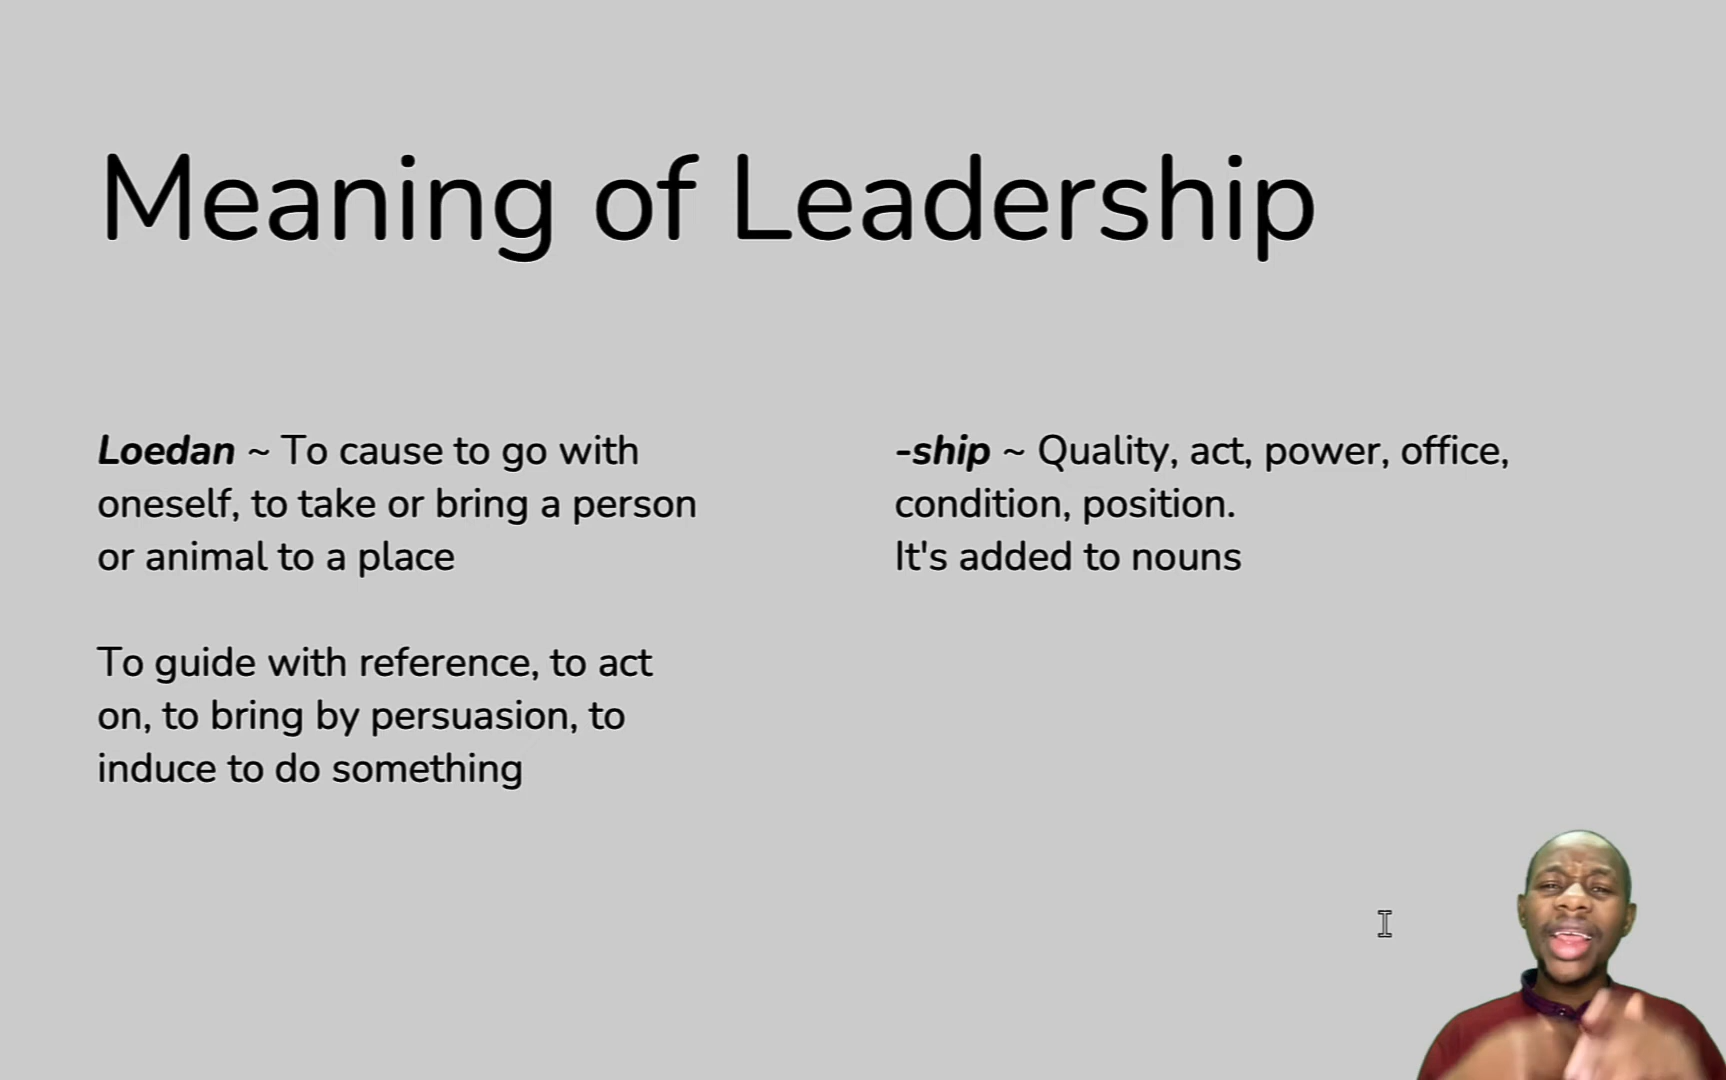 Meaning of Leadership
Loedan ~ To cause to go with
oneself, to take or bring a person
or animal to a place
To guide with reference, to act
on, to bring by persuasion, to
induce to do something
-ship ~ Quality, act, power, office,
condition, position.
It's added to nouns